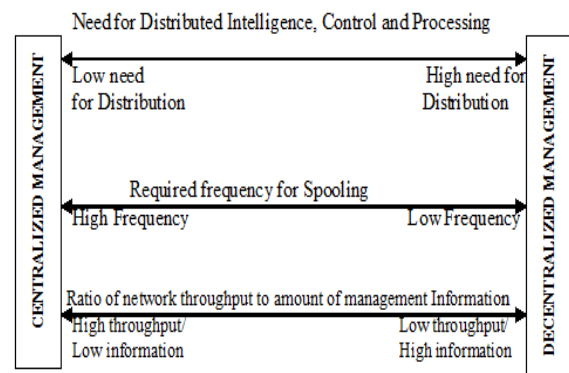 Need for Distributed Intelligence, Control and Processing
CENTRALIZED MANAGEMENT
DECENTRALIZED MANAGEMENT
Low need
for Distribution
High need for
Distribution
Required frequency for Spooling
High Frequency
Low Frequency
Ratio of network throughput to amount of management Information
High throughput/
Low information
Low throughput/
High information